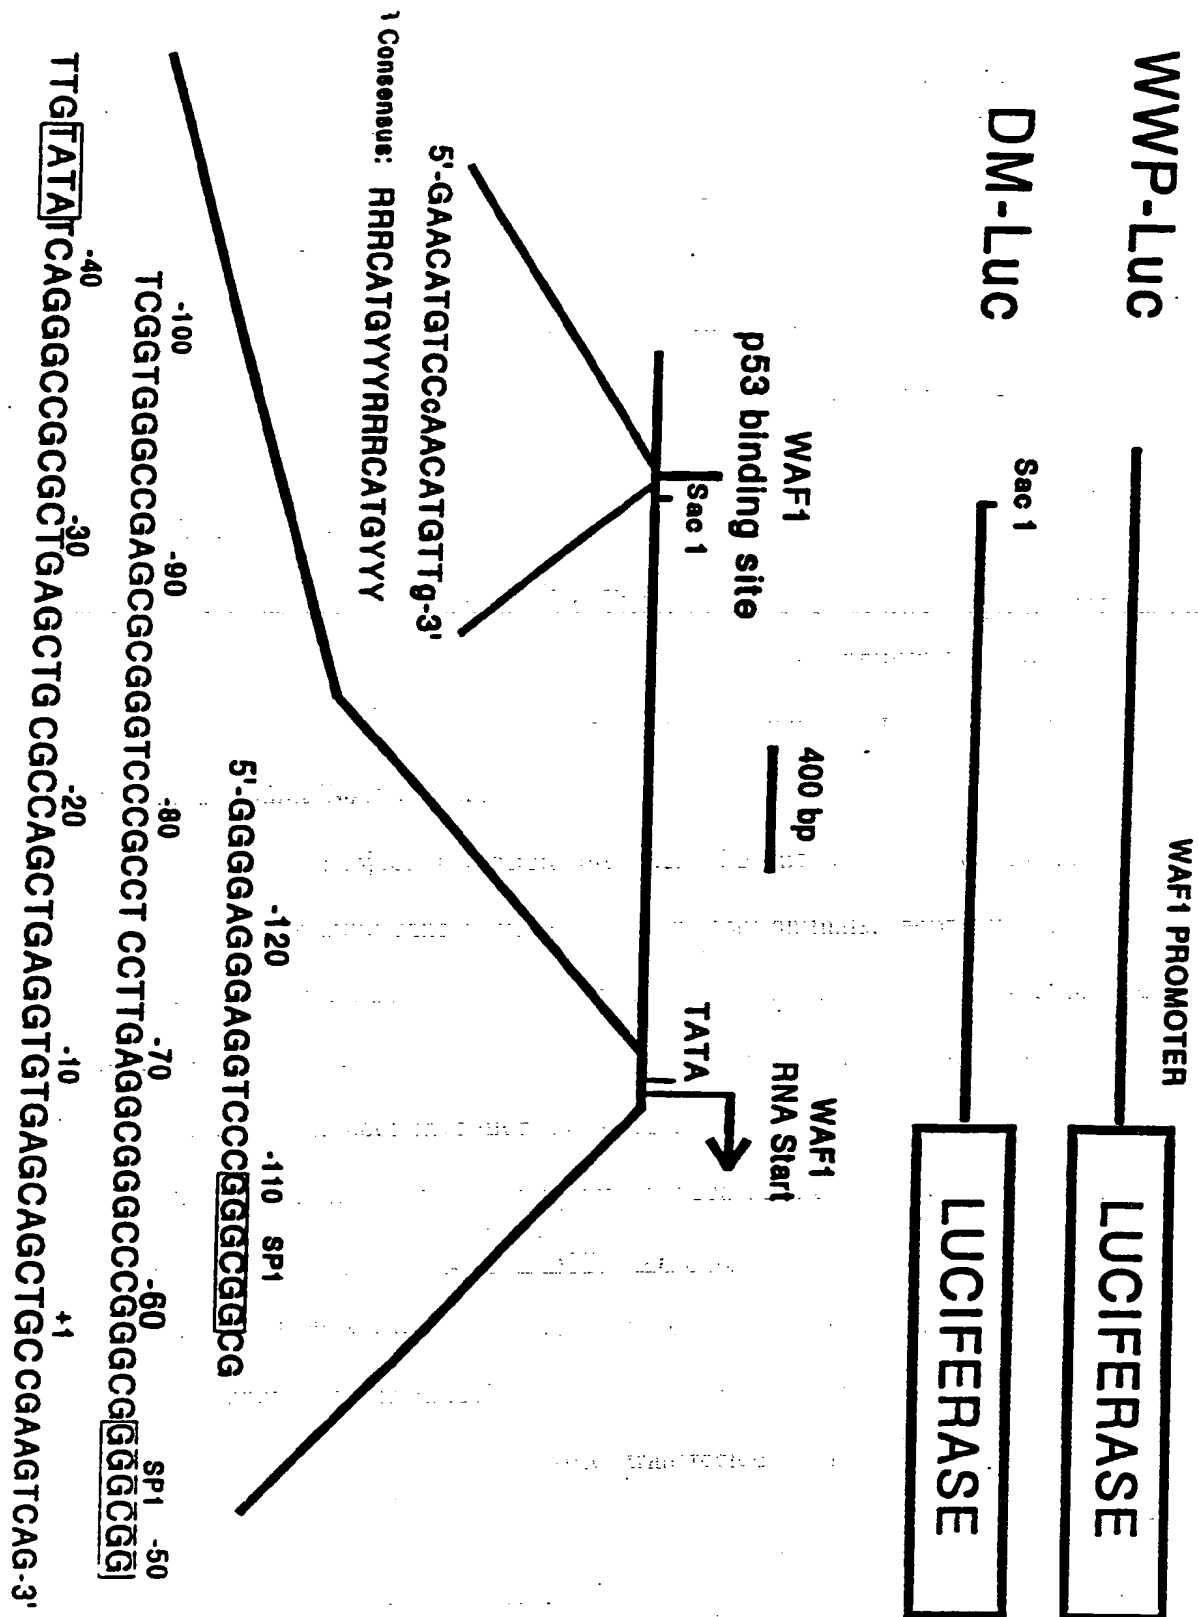 WAF1 PROMOTER
WWP-Luc
LUCIFERASE
Sac 1
DM-Luc
LUCIFERASE
WAF1
p53 binding site
400 bp
WAF1
RNA Start
Sac 1
TATA
5'-GAACATGTCCcAACATGTTg-3'
Consensus: RRRCATGYYYRRRCATGYYY
-120 -110 SP1
5'-GGGGAGGGAGGTCCCGGGCGGCG
-100 -90 -80 -70 -60 SP1 -50
TCGGTGGGCCGAGCGCGGGTCCCGCCT CCTTGAGGCGGGCCCGGGCGGGGCGG
-40 -30 -20 -10 +1
TTGTATATCAGGGCCGCGCTGAGCTG CGCCAGCTGAGGTGTGAGCAGCTGCCGAAGTCAG-3'